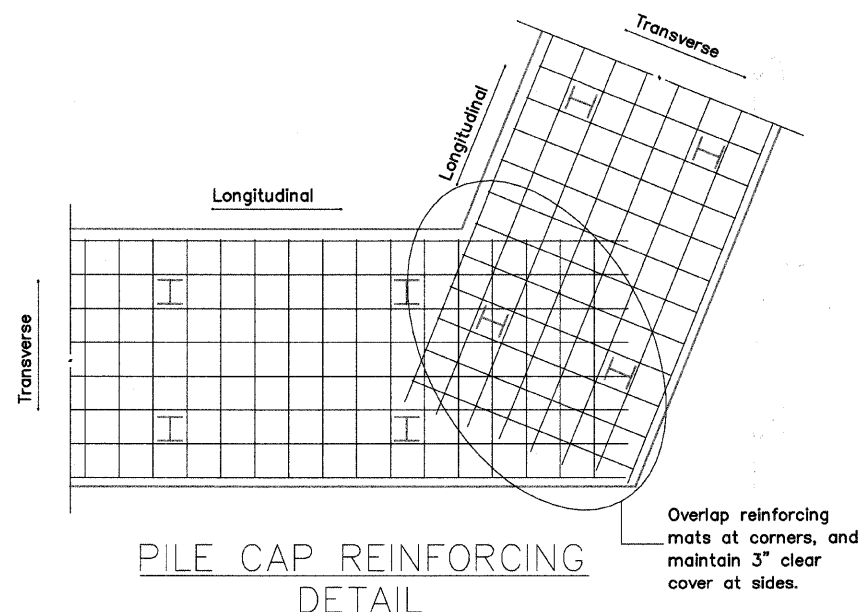 Transverse
Longitudinal
Longitudinal
Transverse
Overlap reinforcing
mats at corners, and
maintain 3" clear
cover at sides.
PILE CAP REINFORCING
DETAIL